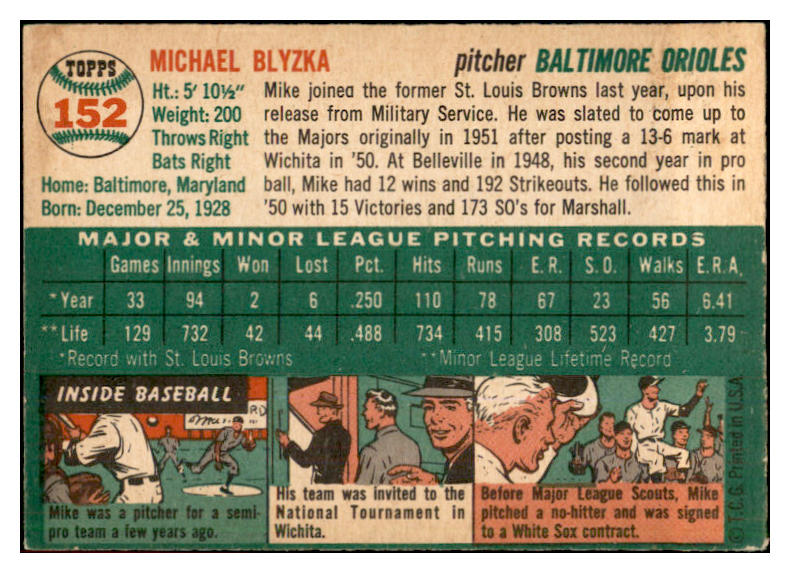 TOPPS
152
MICHAEL BLYZKA
pitcher BALTIMORE ORIOLES
Ht.: 5' 10½"
Weight: 200
Throws Right
Bats Right
Home: Baltimore, Maryland
Born: December 25, 1928
Mike joined the former St. Louis Browns last year, upon his
release from Military Service. He was slated to come up to
the Majors originally in 1951 after posting a 13-6 mark at
Wichita in '50. At Belleville in 1948, his second year in pro
ball, Mike had 12 wins and 192 Strikeouts. He followed this in
'50 with 15 Victories and 173 SO's for Marshall.
MAJOR & MINOR LEAGUE PITCHING RECORDS
Games Innings Won Lost Pct. Hits Runs E.R. S.O. Walks E.R.A.
*Year 33 94 2 6 .250 110 78 67 23 56 6.41
**Life 129 732 42 44 .488 734 415 308 523 427 3.79
*Record with St. Louis Browns **Minor League Lifetime Record
INSIDE BASEBALL
Mike was a pitcher for a semi-
pro team a few years ago.
His team was invited to the
National Tournament in
Wichita.
Before Major League Scouts, Mike
pitched a no-hitter and was signed
to a White Sox contract.
© T.C.G. Printed in U.S.A.